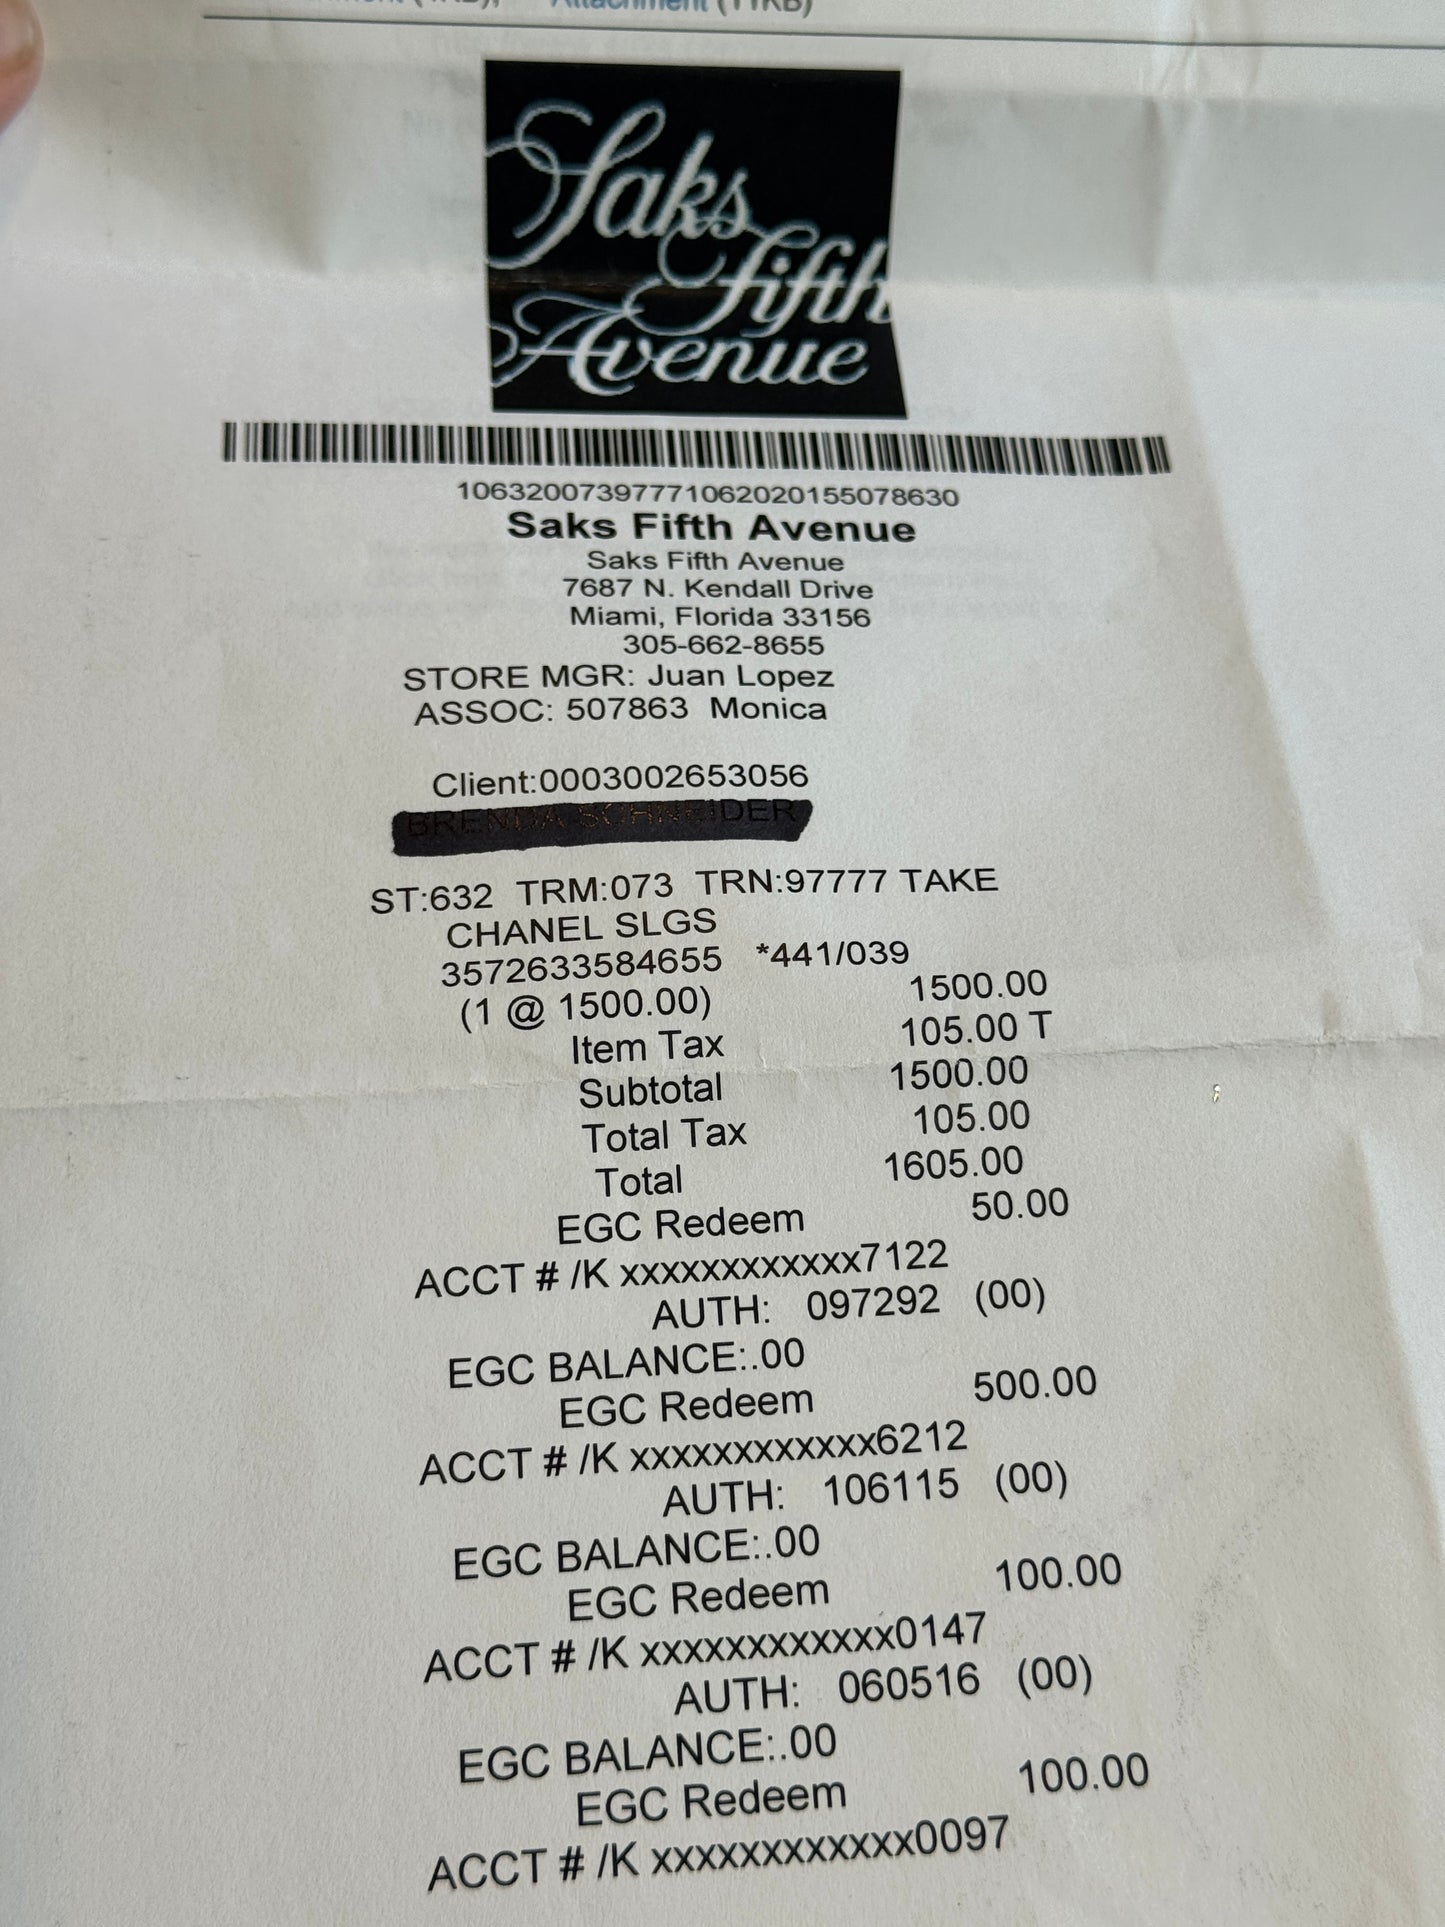 Attachment (11KB)
Saks
Fifth
Avenue
10632007397771062020155078630
Saks Fifth Avenue
Saks Fifth Avenue
7687 N. Kendall Drive
Miami, Florida 33156
305-662-8655
STORE MGR: Juan Lopez
ASSOC: 507863 Monica
Client:0003002653056
ST:632 TRM:073 TRN:97777 TAKE
CHANEL SLGS
3572633584655 *441/039
(1 @ 1500.00) 1500.00
Item Tax 105.00 T
Subtotal 1500.00
Total Tax 105.00
Total 1605.00
EGC Redeem 50.00
ACCT # /K xxxxxxxxxxxx7122
AUTH: 097292 (00)
EGC BALANCE:.00
EGC Redeem 500.00
ACCT # /K xxxxxxxxxxxx6212
AUTH: 106115 (00)
EGC BALANCE:.00
EGC Redeem 100.00
ACCT # /K xxxxxxxxxxxx0147
AUTH: 060516 (00)
EGC BALANCE:.00
EGC Redeem 100.00
ACCT # /K xxxxxxxxxxxx0097